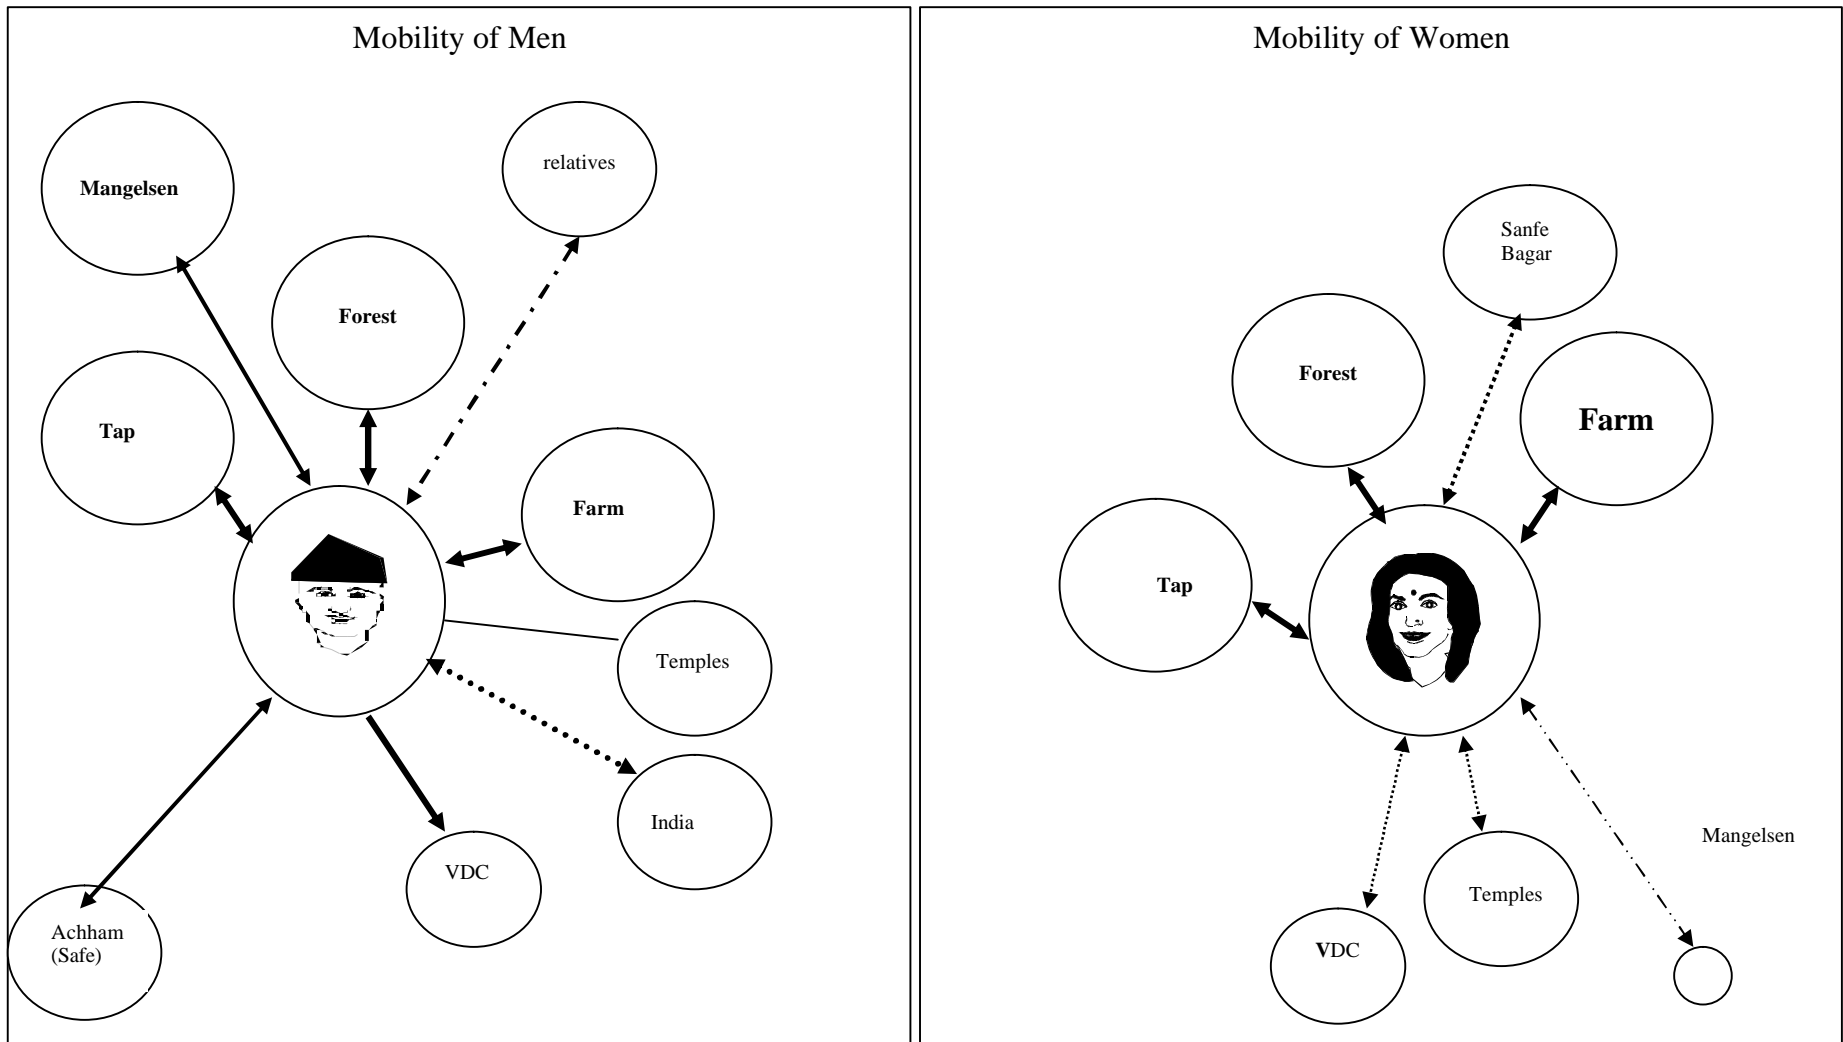 Mobility of Men
Mangelsen
relatives
Forest
Tap
Farm
Temples
India
VDC
Achham
(Safe)
Mobility of Women
Sanfe
Bagar
Forest
Farm
Tap
Mangelsen
Temples
VDC